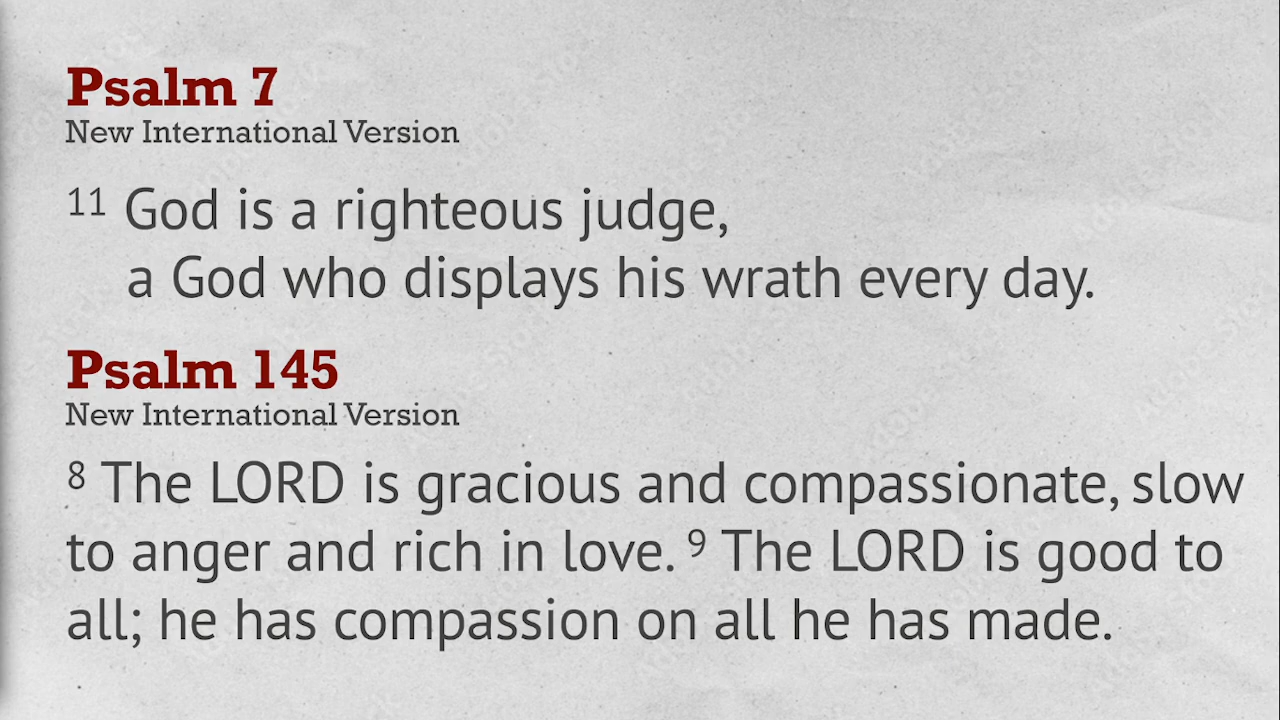 Psalm 7
New International Version
11 God is a righteous judge,
a God who displays his wrath every day.
Psalm 145
New International Version
8 The LORD is gracious and compassionate, slow
to anger and rich in love. 9 The LORD is good to
all; he has compassion on all he has made.